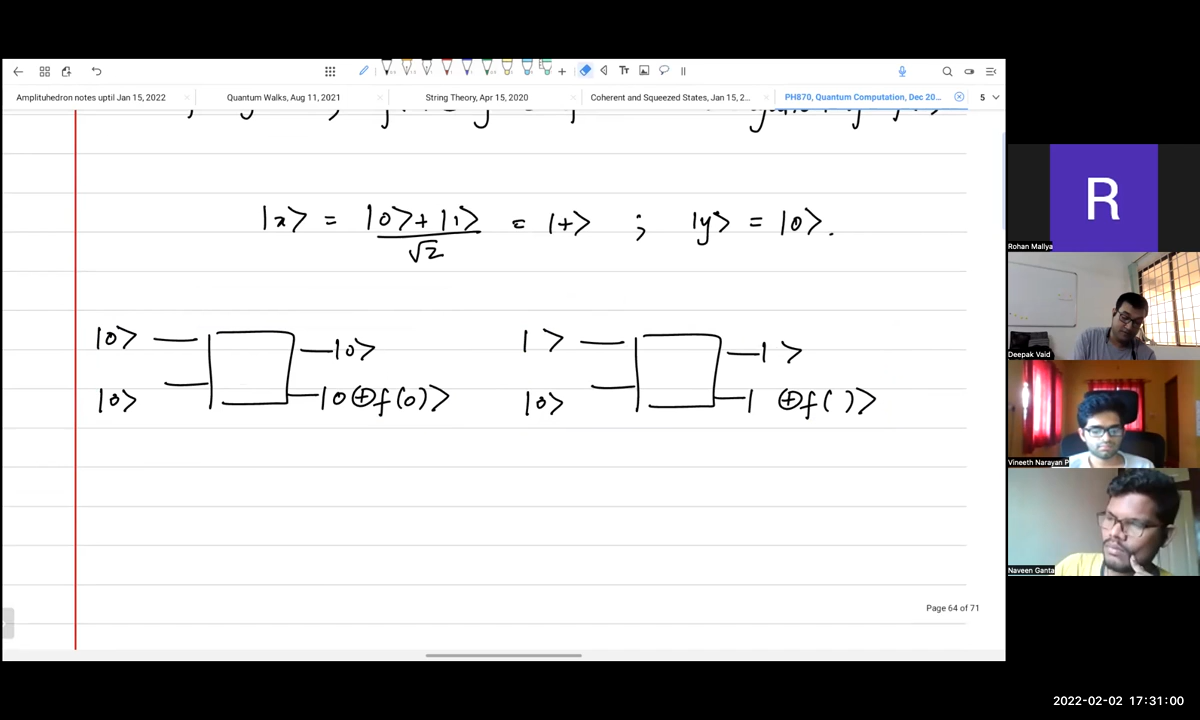 Amplituhedron notes uptil Jan 15, 2022
Quantum Walks, Aug 11, 2021
String Theory, Apr 15, 2020
Coherent and Squeezed States, Jan 15, 2...
PH870, Quantum Computation, Dec 20...
5
Tт
|x> = |0>+|1> / √2 = |+> ; |y> = |0>.
|0> |0> | > | >
|0> |0⊕f(0)> |0> | ⊕f( )>
Page 64 of 71
R
Rohan Mallya
Deepak Vaid
Vineeth Narayan P
Naveen Ganta
2022-02-02 17:31:00